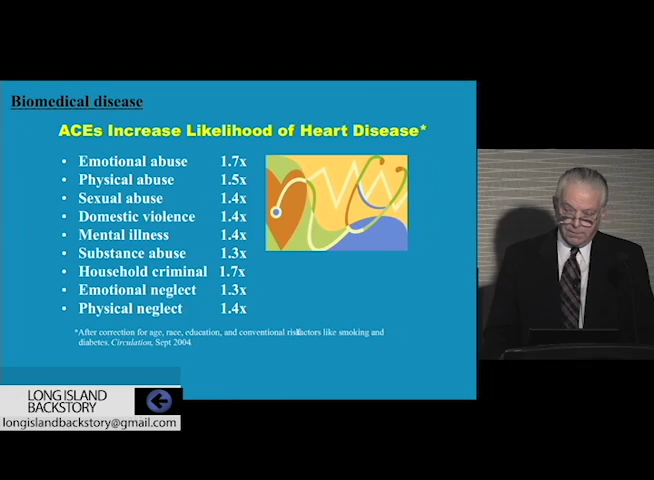 Biomedical disease
ACEs Increase Likelihood of Heart Disease*
• Emotional abuse 1.7x
• Physical abuse 1.5x
• Sexual abuse 1.4x
• Domestic violence 1.4x
• Mental illness 1.4x
• Substance abuse 1.3x
• Household criminal 1.7x
• Emotional neglect 1.3x
• Physical neglect 1.4x
*After correction for age, race, education, and conventional risk factors like smoking and
diabetes. Circulation, Sept 2004
LONG ISLAND
BACKSTORY
longislandbackstory@gmail.com